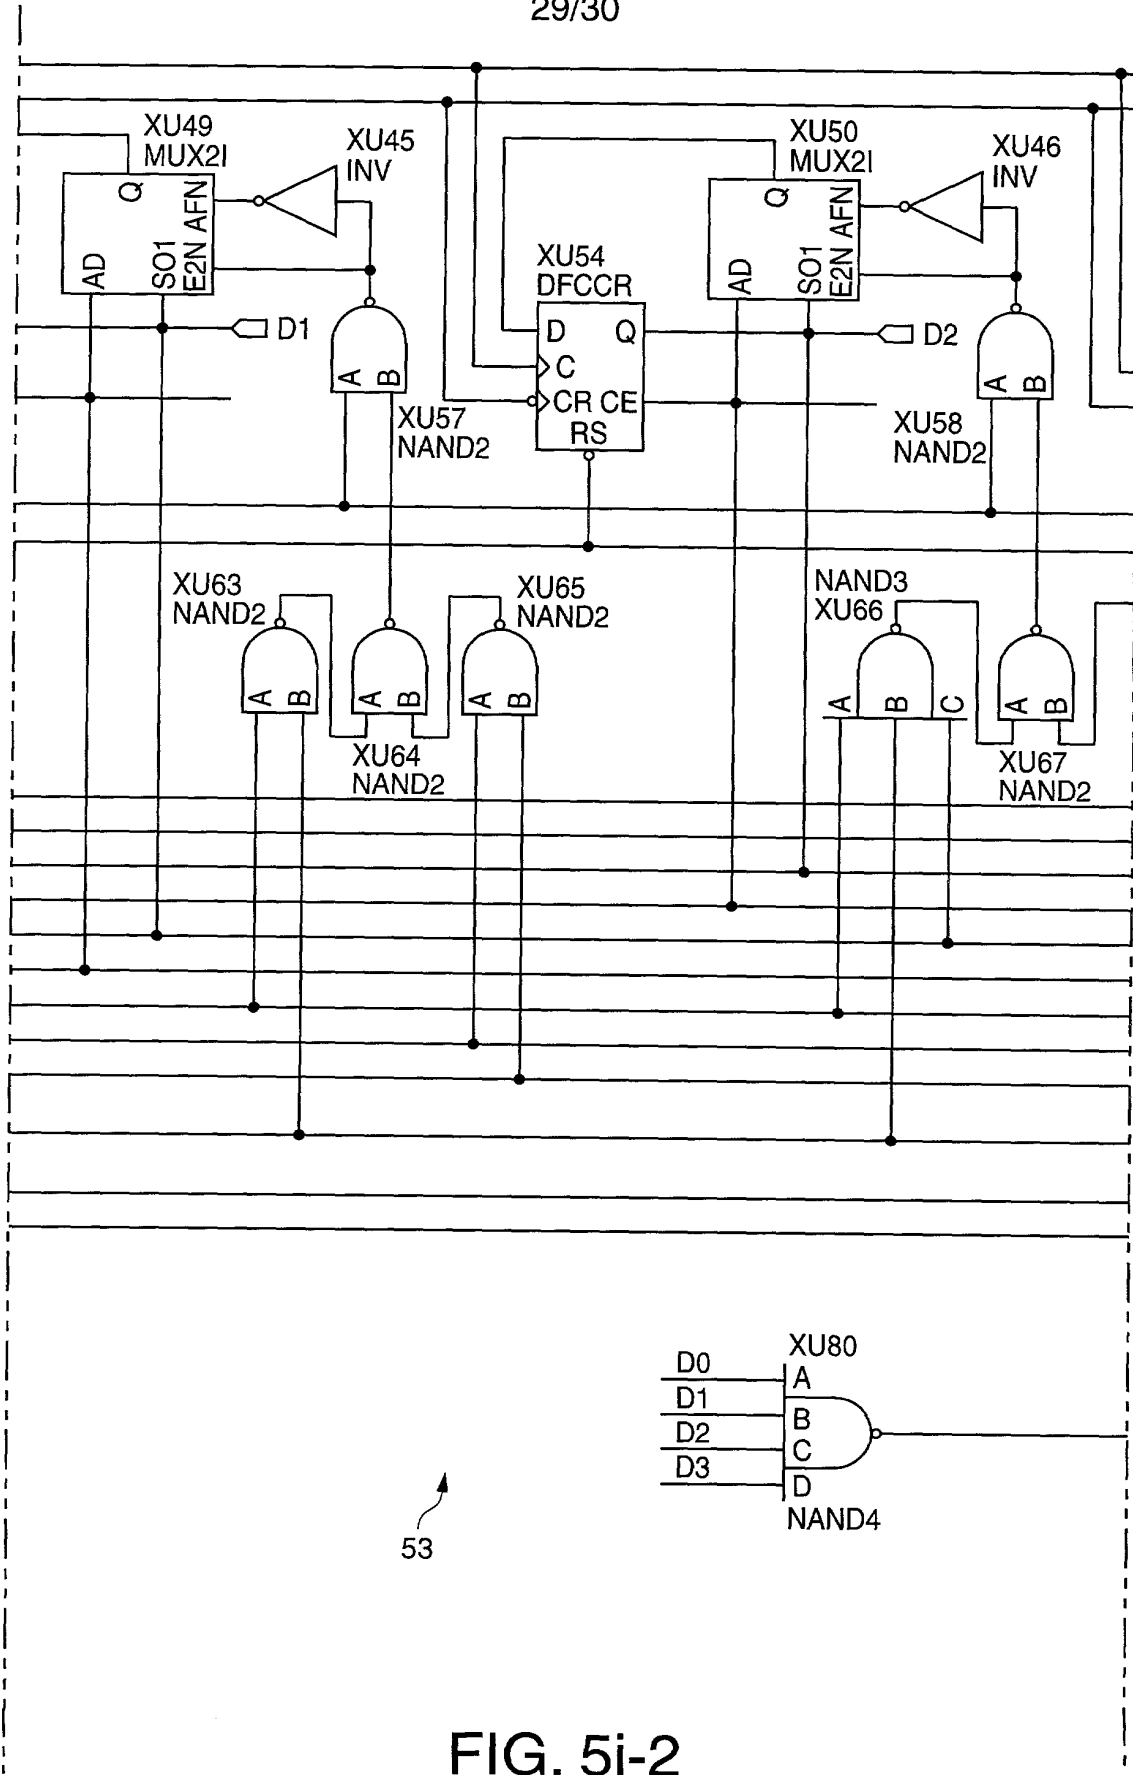 29/30
XU49
MUX2I
XU45
INV
XU50
MUX2I
XU46
INV
Q
AFN
AD
SO1
E2N
Q
AFN
AD
SO1
E2N
XU54
DFCCR
D1
D
Q
C
CR
CE
RS
D2
A
B
XU57
NAND2
A
B
XU58
NAND2
XU63
NAND2
XU65
NAND2
NAND3
XU66
A
B
A
B
A
B
A
B
C
A
B
XU64
NAND2
XU67
NAND2
XU80
D0
A
D1
B
D2
C
D3
D
NAND4
53
FIG. 5i-2